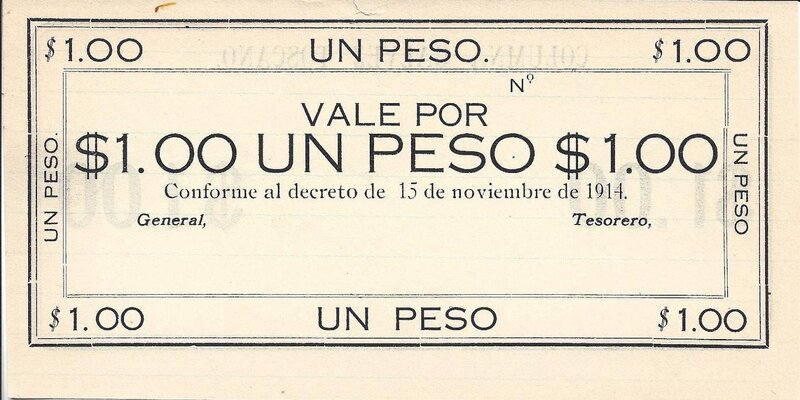 $1.00 UN PESO. $1.00
Nº
VALE POR
$1.00 UN PESO $1.00
Conforme al decreto de 15 de noviembre de 1914.
General, Tesorero,
UN PESO.
UN PESO
$1.00 UN PESO $1.00